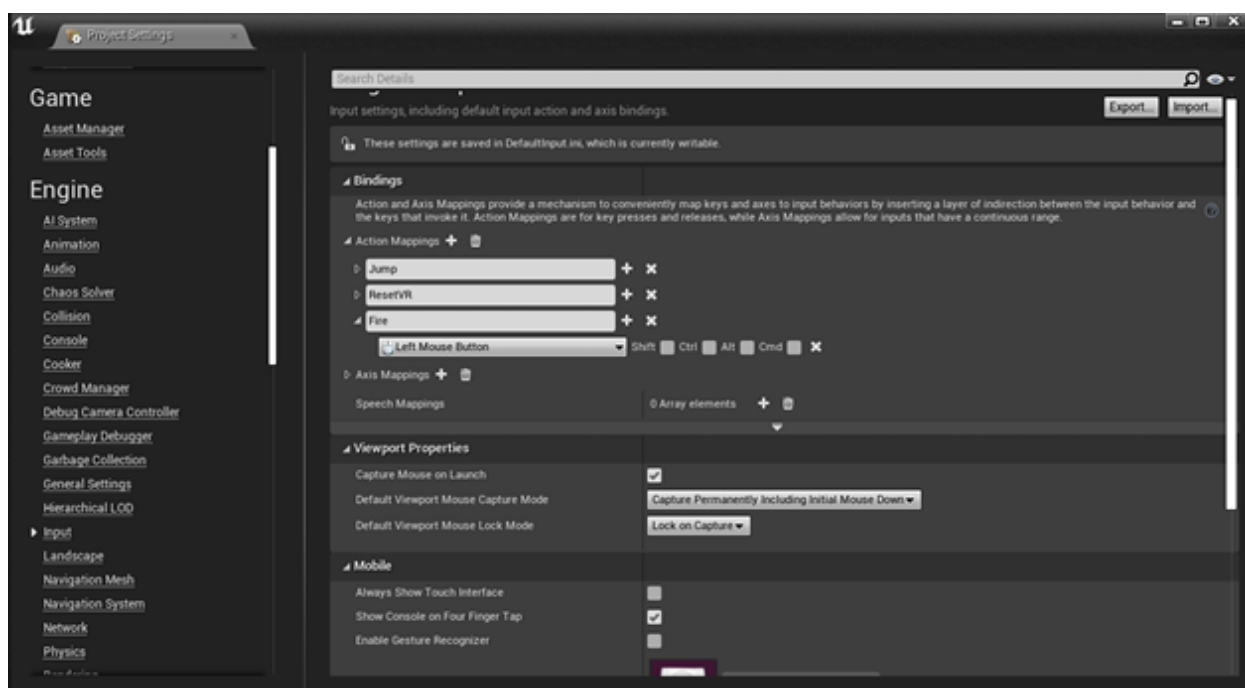 Project Settings
Search Details
Game
Asset Manager
Asset Tools
Engine
AI System
Animation
Audio
Chaos Solver
Collision
Console
Cooker
Crowd Manager
Debug Camera Controller
Gameplay Debugger
Garbage Collection
General Settings
Hierarchical LOD
Input
Landscape
Navigation Mesh
Navigation System
Network
Physics
Input settings, including default input action and axis bindings.
Export... Import...
These settings are saved in DefaultInput.ini, which is currently writable.
Bindings
Action and Axis Mappings provide a mechanism to conveniently map keys and axes to input behaviors by inserting a layer of indirection between the input behavior and
the keys that invoke it. Action Mappings are for key presses and releases, while Axis Mappings allow for inputs that have a continuous range.
Action Mappings
Jump
ResetVR
Fire
Left Mouse Button Shift Ctrl Alt Cmd
Axis Mappings
Speech Mappings 0 Array elements
Viewport Properties
Capture Mouse on Launch
Default Viewport Mouse Capture Mode Capture Permanently Including Initial Mouse Down
Default Viewport Mouse Lock Mode Lock on Capture
Mobile
Always Show Touch Interface
Show Console on Four Finger Tap
Enable Gesture Recognizer